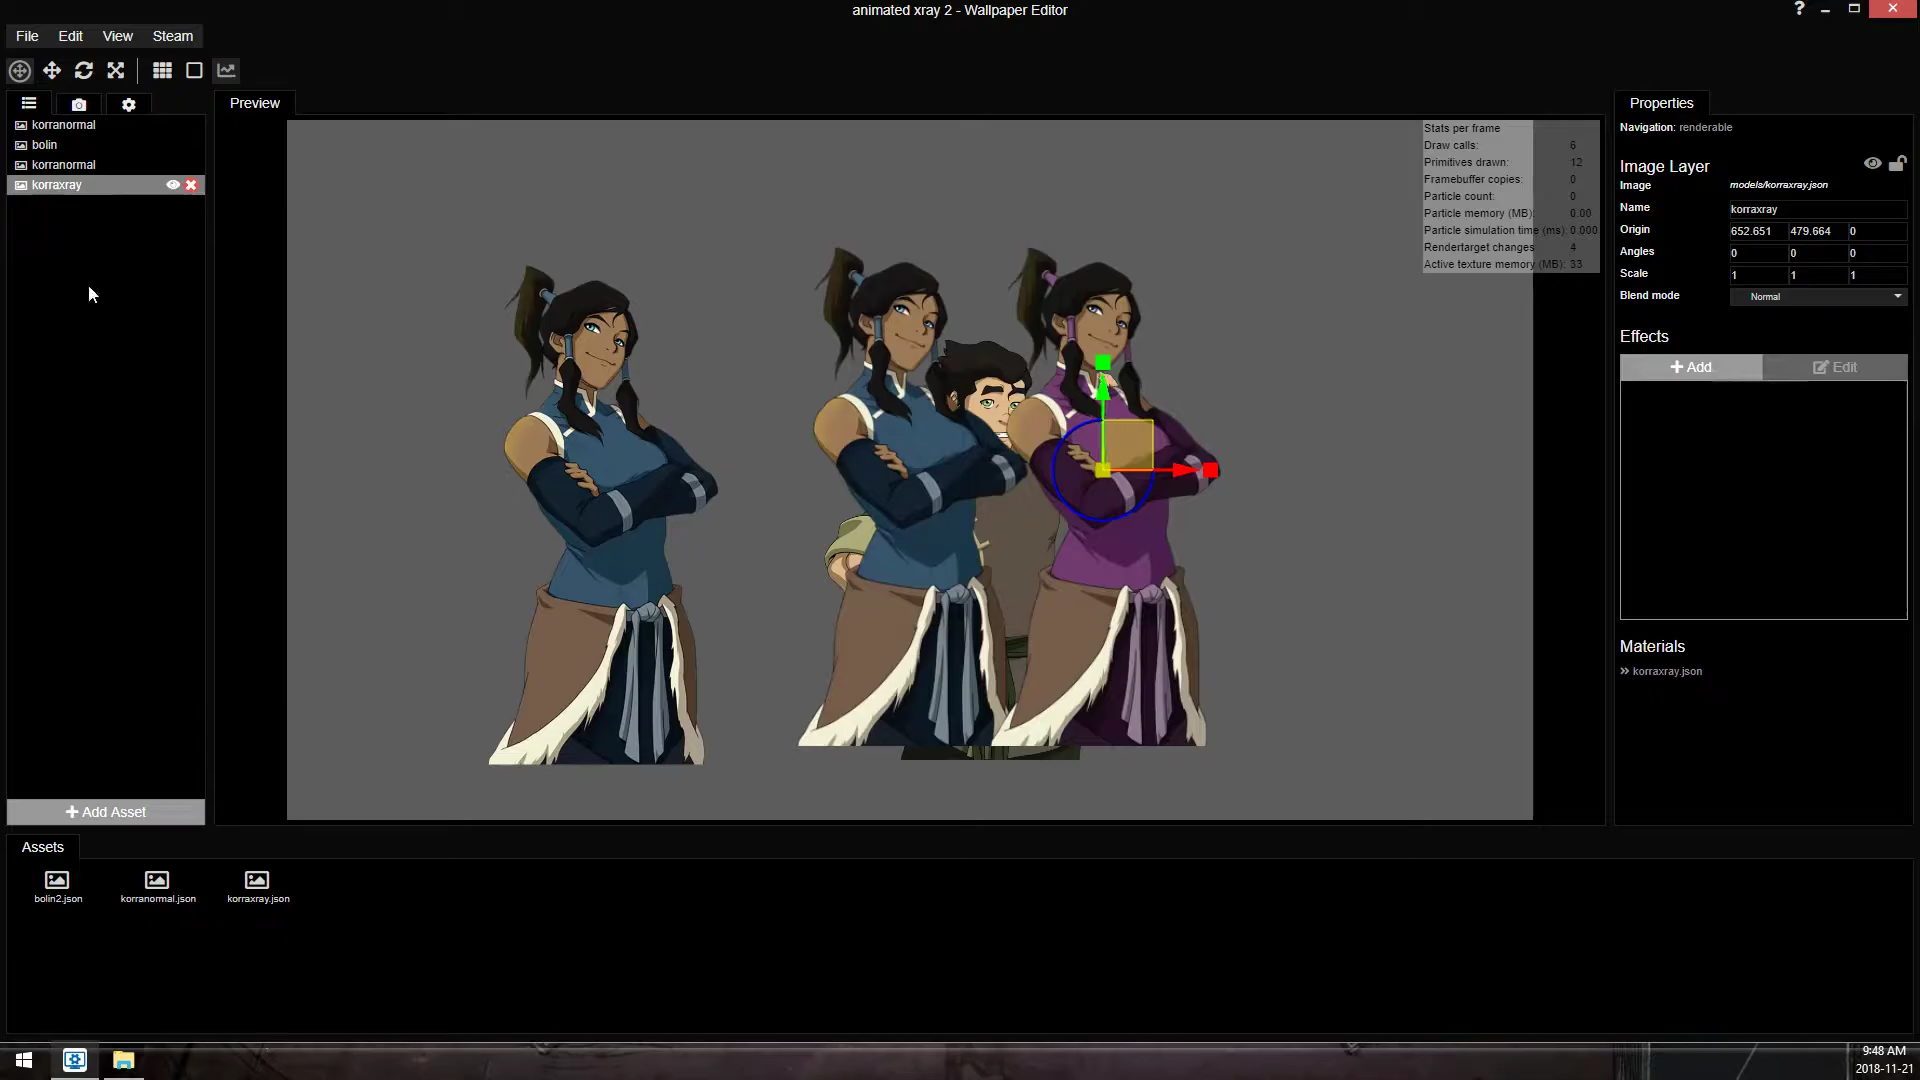 animated xray 2 - Wallpaper Editor
File Edit View Steam
Preview
korranormal
bolin
korranormal
korraxray
Add Asset
Stats per frame
Draw calls: 6
Primitives drawn: 12
Framebuffer copies: 0
Particle count: 0
Particle memory (MB): 0.00
Particle simulation time (ms): 0.000
Rendertarget changes 4
Active texture memory (MB): 33
Properties
Navigation: renderable
Image Layer
Image models/korraxray.json
Name korraxray
Origin 652.651 479.664 0
Angles 0 0 0
Scale 1 1 1
Blend mode Normal
Effects
Add Edit
Materials
korraxray.json
Assets
bolin2.json korranormal.json korraxray.json
9:48 AM
2018-11-21